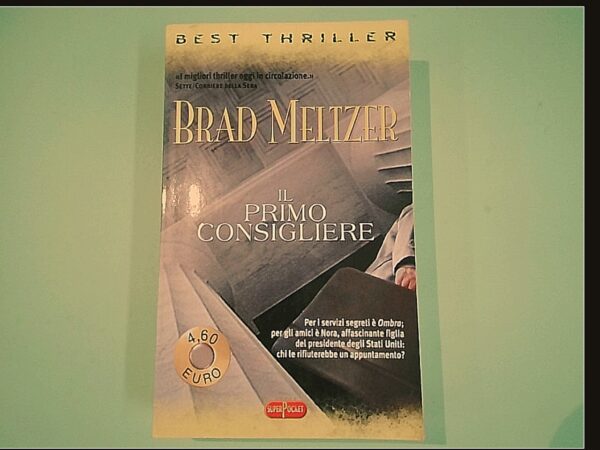 BEST THRILLER
«I migliori thriller oggi in circolazione.»
SETTE/CORRIERE DELLA SERA
BRAD MELTZER
IL
PRIMO
CONSIGLIERE
Per i servizi segreti è Ombra;
per gli amici è Nora, affascinante figlia
del presidente degli Stati Uniti:
chi le rifiuterebbe un appuntamento?
4,60
EURO
SUPERPOCKET